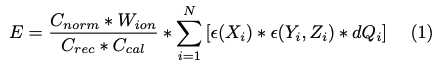 E = \frac{C_{norm} * W_{ion}}{C_{rec} * C_{cal}} * \sum_{i=1}^{N} [\epsilon(X_i) * \epsilon(Y_i, Z_i) * dQ_i] (1)